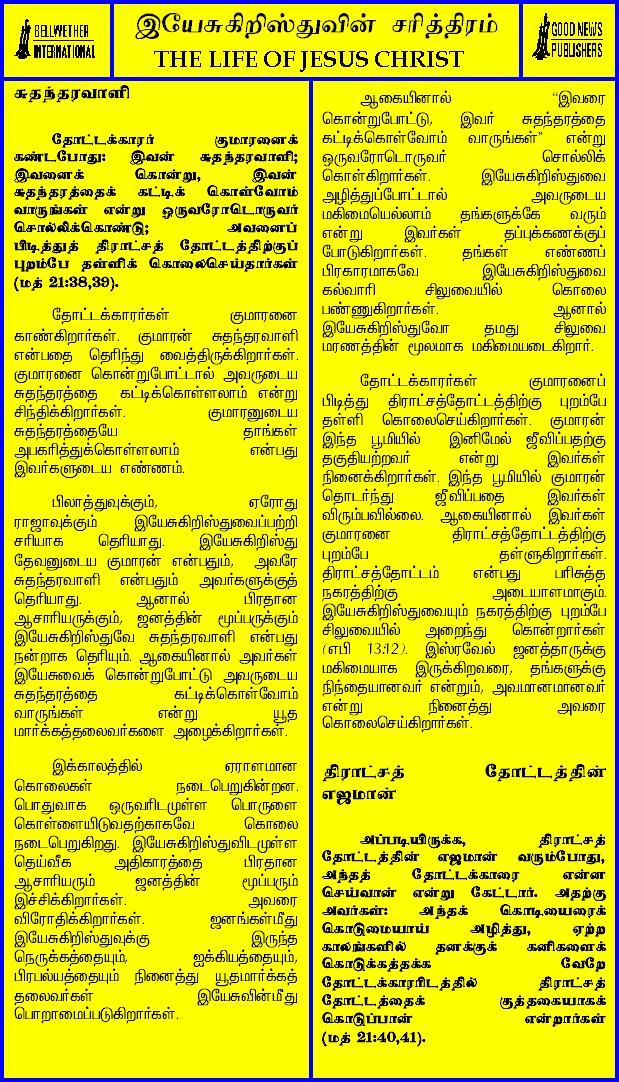 BELLWETHER
INTERNATIONAL
இயேசுகிறிஸ்துவின் சரித்திரம்
THE LIFE OF JESUS CHRIST
GOOD NEWS
PUBLISHERS
சுதந்தரவாளி
தோட்டக்காரர் குமாரனைக்
கண்டபோது: இவன் சுதந்தரவாளி;
இவனைக் கொன்று, இவன்
சுதந்தரத்தைக் கட்டிக் கொள்வோம்
வாருங்கள் என்று ஒருவரோடொருவர்
சொல்லிக்கொண்டு; அவனைப்
பிடித்துத் திராட்சத் தோட்டத்திற்குப்
புறம்பே தள்ளிக் கொலைசெய்தார்கள்
(மத் 21:38,39).
தோட்டக்காரர்கள் குமாரனை
காண்கிறார்கள். குமாரன் சுதந்தரவாளி
என்பதை தெரிந்து வைத்திருக்கிறார்கள்.
குமாரனை கொன்றுபோட்டால் அவருடைய
சுதந்தரத்தை கட்டிக்கொள்ளலாம் என்று
சிந்திக்கிறார்கள். குமாரனுடைய
சுதந்தரத்தையே தாங்கள்
அபகரித்துக்கொள்ளலாம் என்பது
இவர்களுடைய எண்ணம்.
பிலாத்துவுக்கும், ஏரோது
ராஜாவுக்கும் இயேசுகிறிஸ்துவைப்பற்றி
சரியாக தெரியாது. இயேசுகிறிஸ்து
தேவனுடைய குமாரன் என்பதும், அவரே
சுதந்தரவாளி என்பதும் அவர்களுக்குத்
தெரியாது. ஆனால் பிரதான
ஆசாரியருக்கும், ஜனத்தின் மூப்பருக்கும்
இயேசுகிறிஸ்துவே சுதந்தரவாளி என்பது
நன்றாக தெரியும். ஆகையினால் அவர்கள்
இயேசுவைக் கொன்றுபோட்டு அவருடைய
சுதந்தரத்தை கட்டிக்கொள்வோம்
வாருங்கள் என்று யூத
மார்க்கத்தலைவர்களை அழைக்கிறார்கள்.
இக்காலத்தில் ஏராளமான
கொலைகள் நடைபெறுகின்றன.
பொதுவாக ஒருவரிடமுள்ள பொருளை
கொள்ளையிடுவதற்காகவே கொலை
நடைபெறுகிறது. இயேசுகிறிஸ்துவிடமுள்ள
தெய்வீக அதிகாரத்தை பிரதான
ஆசாரியரும் ஜனத்தின் மூப்பரும்
இச்சிக்கிறார்கள். அவரை
விரோதிக்கிறார்கள். ஜனங்கள்மீது
இயேசுகிறிஸ்துவுக்கு இருந்த
நெருக்கத்தையும், ஐக்கியத்தையும்,
பிரபல்யத்தையும் நினைத்து யூதமார்க்கத்
தலைவர்கள் இயேசுவின்மீது
பொறாமைப்படுகிறார்கள்.
ஆகையினால் “இவரை
கொன்றுபோட்டு, இவர் சுதந்தரத்தை
கட்டிக்கொள்வோம் வாருங்கள்” என்று
ஒருவரோடொருவர் சொல்லிக்
கொள்கிறார்கள். இயேசுகிறிஸ்துவை
அழித்துப்போட்டால் அவருடைய
மகிமையெல்லாம் தங்களுக்கே வரும்
என்று இவர்கள் தப்புக்கணக்குப்
போடுகிறார்கள். தங்கள் எண்ணப்
பிரகாரமாகவே இயேசுகிறிஸ்துவை
கல்வாரி சிலுவையில் கொலை
பண்ணுகிறார்கள். ஆனால்
இயேசுகிறிஸ்துவோ தமது சிலுவை
மரணத்தின் மூலமாக மகிமையடைகிறார்.
தோட்டக்காரர்கள் குமாரனைப்
பிடித்து திராட்சத்தோட்டத்திற்கு புறம்பே
தள்ளி கொலைசெய்கிறார்கள். குமாரன்
இந்த பூமியில் இனிமேல் ஜீவிப்பதற்கு
தகுதியற்றவர் என்று இவர்கள்
நினைக்கிறார்கள். இந்த பூமியில் குமாரன்
தொடர்ந்து ஜீவிப்பதை இவர்கள்
விரும்பவில்லை. ஆகையினால் இவர்கள்
குமாரனை திராட்சத்தோட்டத்திற்கு
புறம்பே தள்ளுகிறார்கள்.
திராட்சத்தோட்டம் என்பது பரிசுத்த
நகரத்திற்கு அடையாளமாகும்.
இயேசுகிறிஸ்துவையும் நகரத்திற்கு புறம்பே
சிலுவையில் அறைந்து கொன்றார்கள்
(எபி 13:12). இஸ்ரவேல் ஜனத்தாருக்கு
மகிமையாக இருக்கிறவரை, தங்களுக்கு
நிந்தையானவர் என்றும், அவமானமானவர்
என்று நினைத்து அவரை
கொலைசெய்கிறார்கள்.
திராட்சத் தோட்டத்தின்
எஜமான்
அப்படியிருக்க, திராட்சத்
தோட்டத்தின் எஜமான் வரும்போது,
அந்தத் தோட்டக்காரரை என்ன
செய்வான் என்று கேட்டார். அதற்கு
அவர்கள்: அந்தக் கொடியரைக்
கொடுமையாய் அழித்து, ஏற்ற
காலங்களில் தனக்குக் கனிகளைக்
கொடுக்கத்தக்க வேறே
தோட்டக்காரரிடத்தில் திராட்சத்
தோட்டத்தைக் குத்தகையாகக்
கொடுப்பான் என்றார்கள்
(மத் 21:40,41).